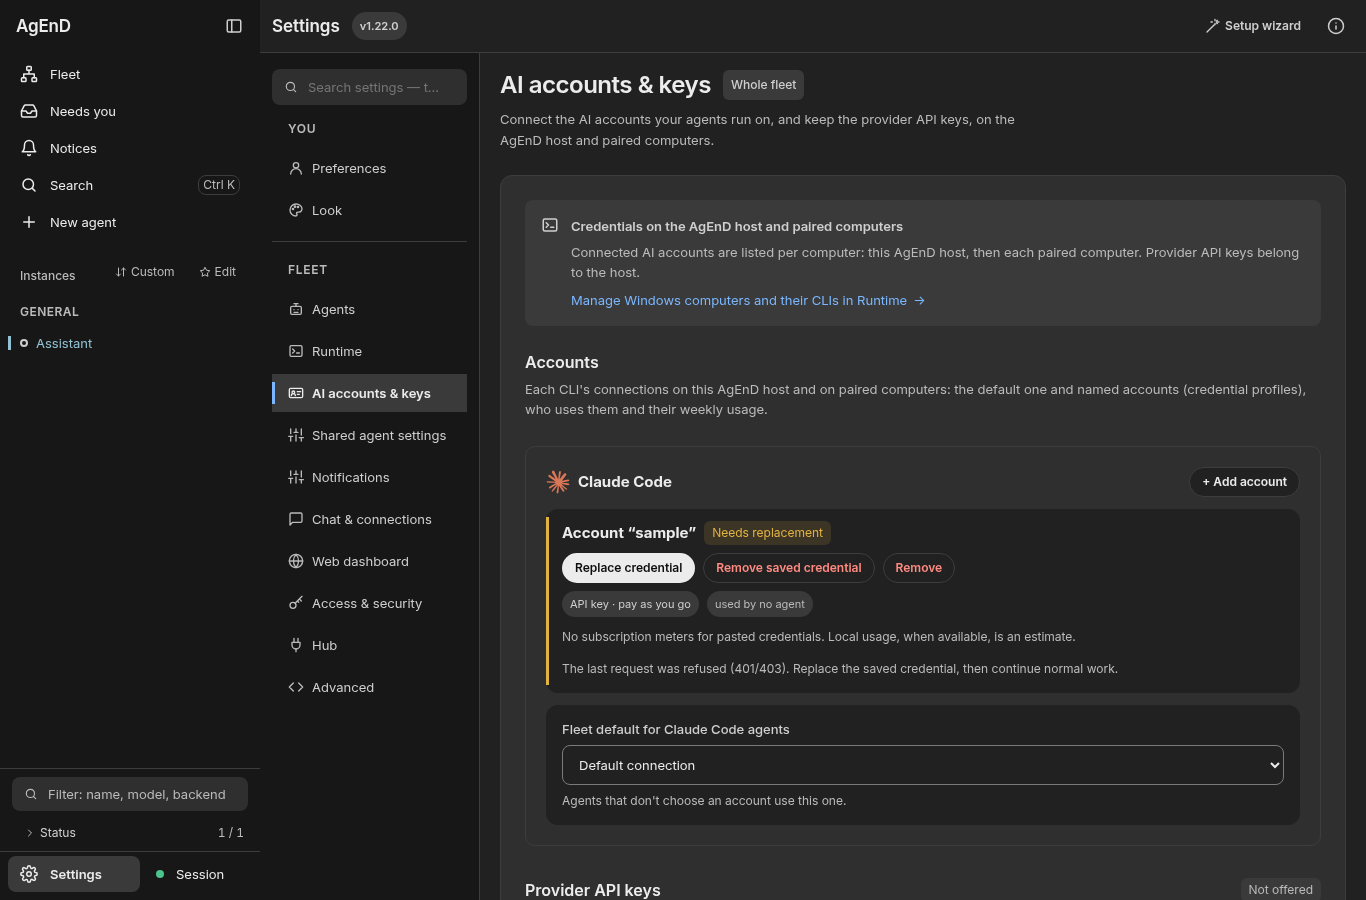 AgEnD
Fleet
Needs you
Notices
Search
Ctrl K
New agent
Instances
Custom
Edit
GENERAL
Assistant
Filter: name, model, backend
Status
1 / 1
Settings
Session
Settings
v1.22.0
Setup wizard
Search settings — t...
YOU
Preferences
Look
FLEET
Agents
Runtime
AI accounts & keys
Shared agent settings
Notifications
Chat & connections
Web dashboard
Access & security
Hub
Advanced
AI accounts & keys
Whole fleet
Connect the AI accounts your agents run on, and keep the provider API keys, on the
AgEnD host and paired computers.
Credentials on the AgEnD host and paired computers
Connected AI accounts are listed per computer: this AgEnD host, then each paired computer. Provider API keys belong
to the host.
Manage Windows computers and their CLIs in Runtime →
Accounts
Each CLI's connections on this AgEnD host and on paired computers: the default one and named accounts (credential profiles),
who uses them and their weekly usage.
Claude Code
+ Add account
Account “sample”
Needs replacement
Replace credential
Remove saved credential
Remove
API key · pay as you go
used by no agent
No subscription meters for pasted credentials. Local usage, when available, is an estimate.
The last request was refused (401/403). Replace the saved credential, then continue normal work.
Fleet default for Claude Code agents
Default connection
Agents that don't choose an account use this one.
Provider API keys
Not offered